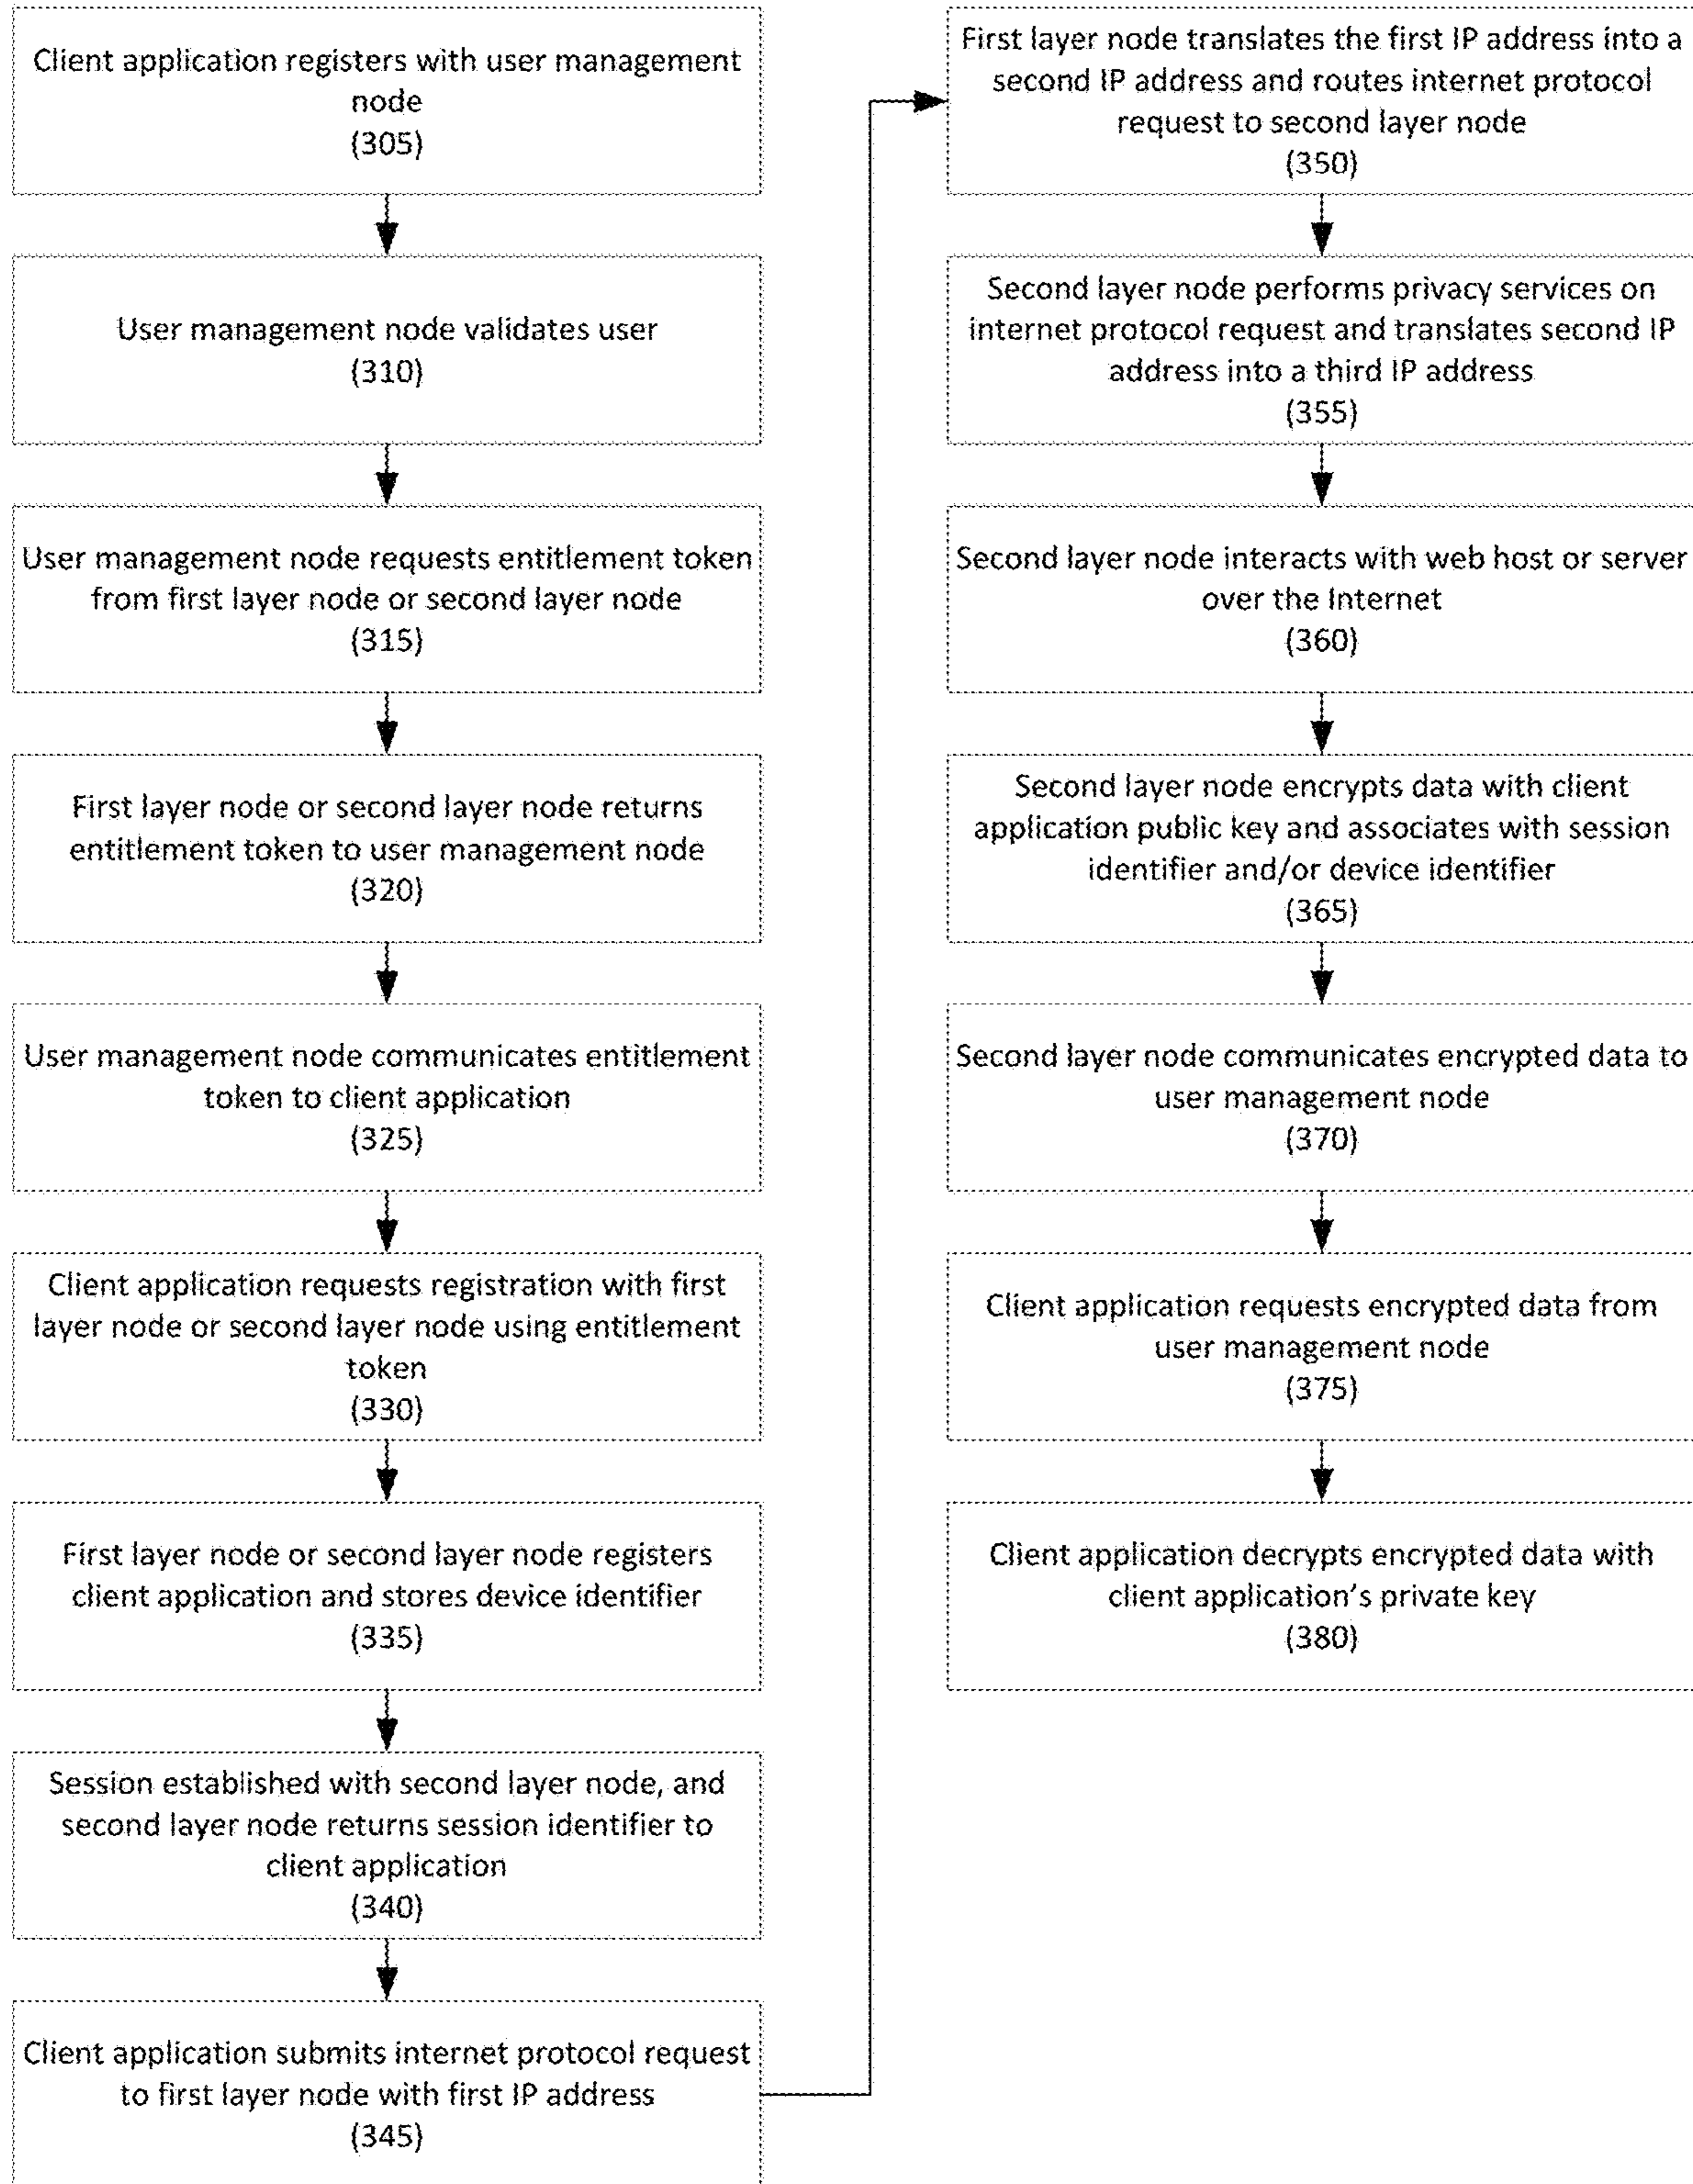 Client application registers with user management
node
(305)
User management node validates user
(310)
User management node requests entitlement token
from first layer node or second layer node
(315)
First layer node or second layer node returns
entitlement token to user management node
(320)
User management node communicates entitlement
token to client application
(325)
Client application requests registration with first
layer node or second layer node using entitlement
token
(330)
First layer node or second layer node registers
client application and stores device identifier
(335)
Session established with second layer node, and
second layer node returns session identifier to
client application
(340)
Client application submits internet protocol request
to first layer node with first IP address
(345)
First layer node translates the first IP address into a
second IP address and routes internet protocol
request to second layer node
(350)
Second layer node performs privacy services on
internet protocol request and translates second IP
address into a third IP address
(355)
Second layer node interacts with web host or server
over the Internet
(360)
Second layer node encrypts data with client
application public key and associates with session
identifier and/or device identifier
(365)
Second layer node communicates encrypted data to
user management node
(370)
Client application requests encrypted data from
user management node
(375)
Client application decrypts encrypted data with
client application's private key
(380)